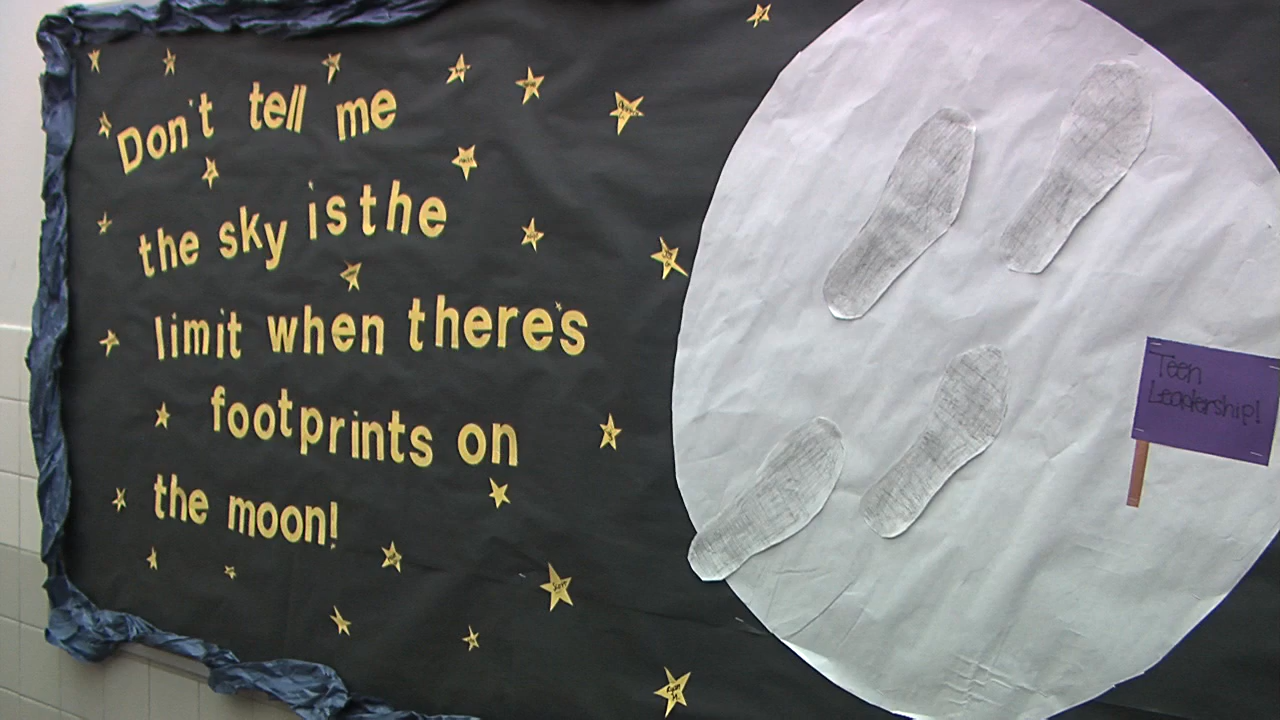 Don't tell me
the sky is the
limit when there's
footprints on
the moon!
Teen
Leadership!